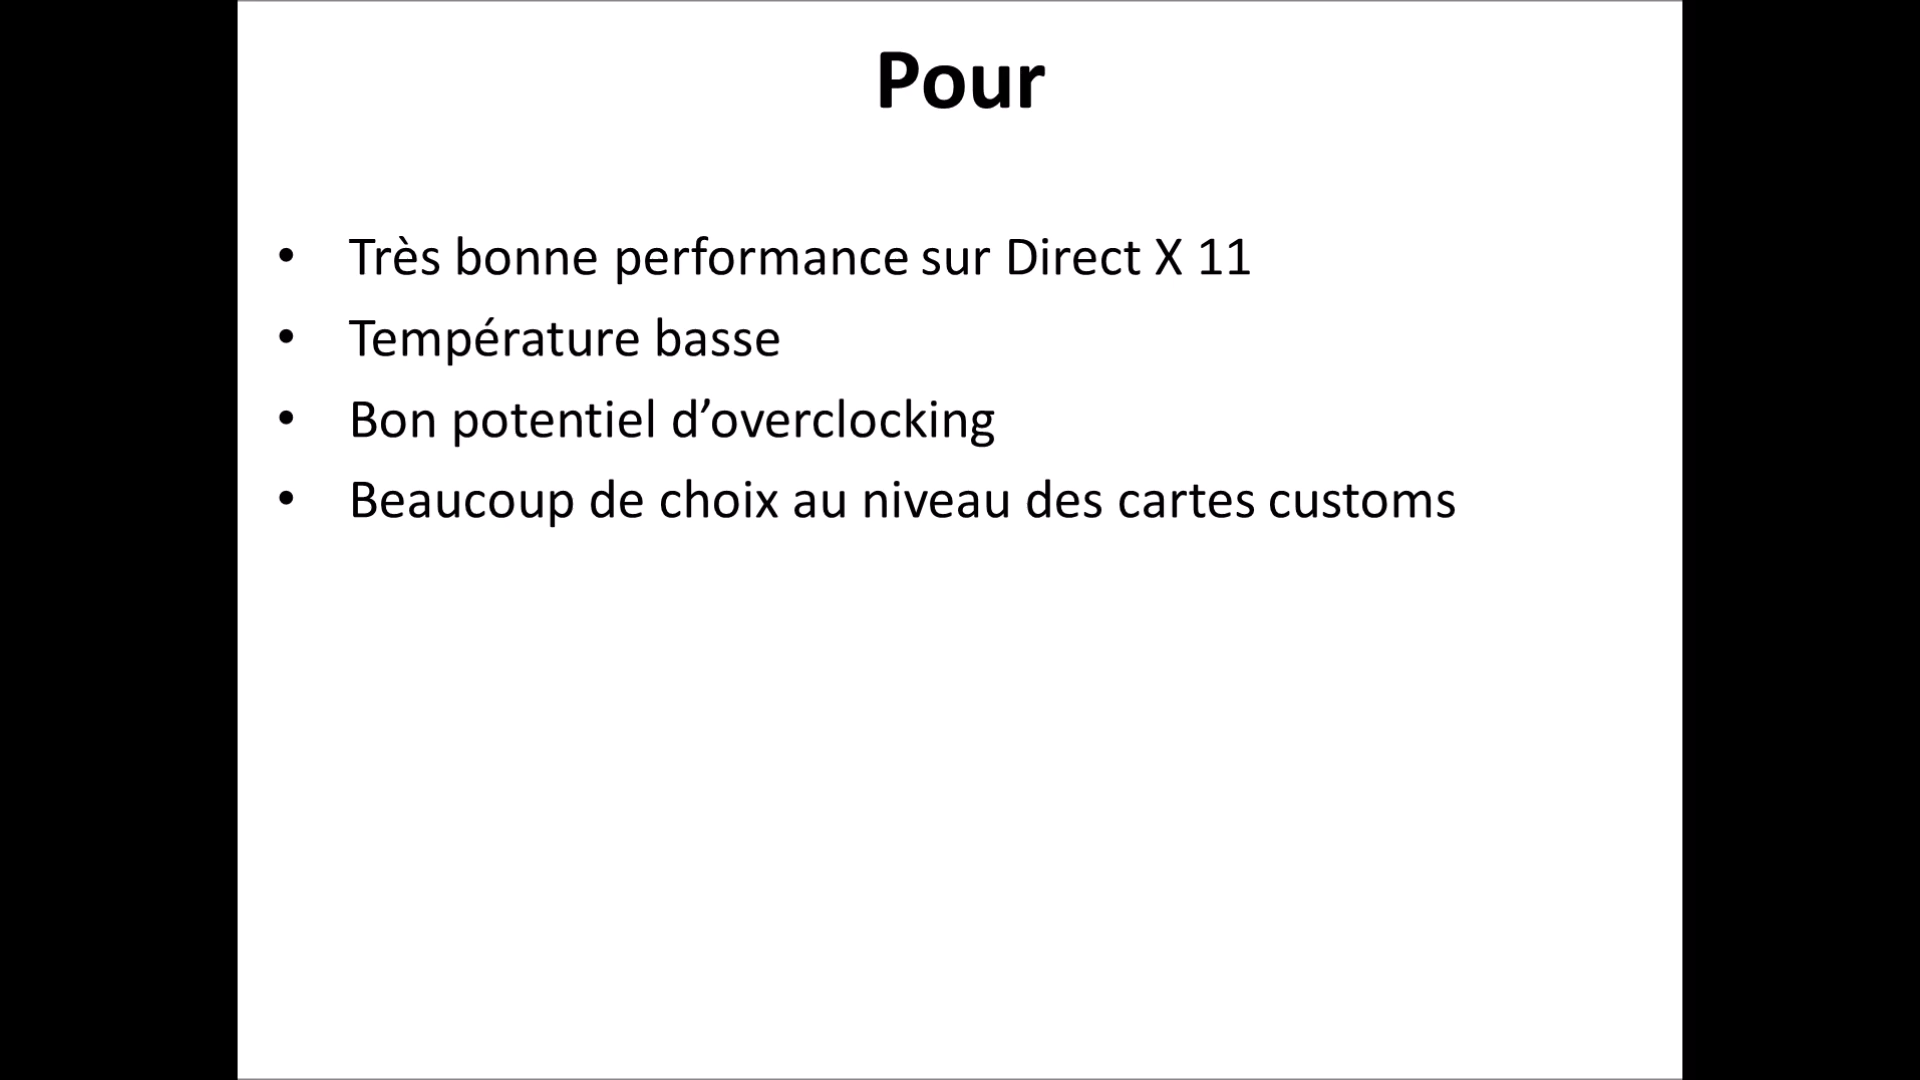 Pour
• Très bonne performance sur Direct X 11
• Température basse
• Bon potentiel d’overclocking
• Beaucoup de choix au niveau des cartes customs